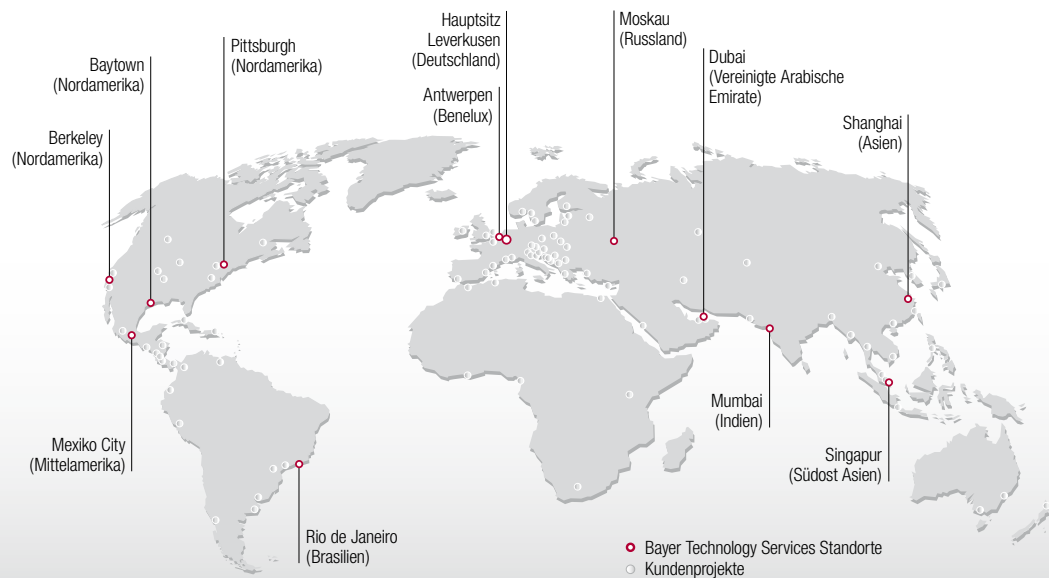 Berkeley
(Nordamerika)
Baytown
(Nordamerika)
Pittsburgh
(Nordamerika)
Hauptsitz
Leverkusen
(Deutschland)
Antwerpen
(Benelux)
Moskau
(Russland)
Dubai
(Vereinigte Arabische
Emirate)
Shanghai
(Asien)
Mexiko City
(Mittelamerika)
Rio de Janeiro
(Brasilien)
Mumbai
(Indien)
Singapur
(Südost Asien)
Bayer Technology Services Standorte
Kundenprojekte